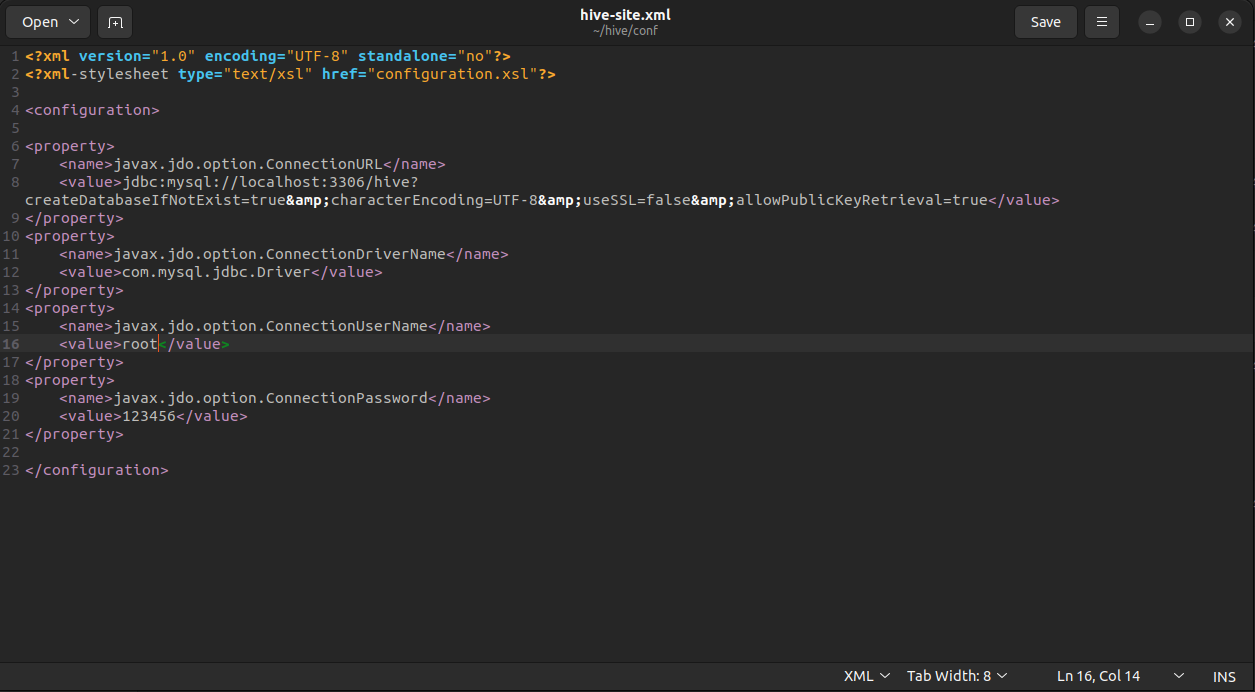 Open
hive-site.xml
~/hive/conf
Save
1 <?xml version="1.0" encoding="UTF-8" standalone="no"?>
2 <?xml-stylesheet type="text/xsl" href="configuration.xsl"?>
3
4 <configuration>
5
6 <property>
7     <name>javax.jdo.option.ConnectionURL</name>
8     <value>jdbc:mysql://localhost:3306/hive?
createDatabaseIfNotExist=true&amp;characterEncoding=UTF-8&amp;useSSL=false&amp;allowPublicKeyRetrieval=true</value>
9 </property>
10 <property>
11     <name>javax.jdo.option.ConnectionDriverName</name>
12     <value>com.mysql.jdbc.Driver</value>
13 </property>
14 <property>
15     <name>javax.jdo.option.ConnectionUserName</name>
16     <value>root</value>
17 </property>
18 <property>
19     <name>javax.jdo.option.ConnectionPassword</name>
20     <value>123456</value>
21 </property>
22
23 </configuration>
XML Tab Width: 8 Ln 16, Col 14 INS